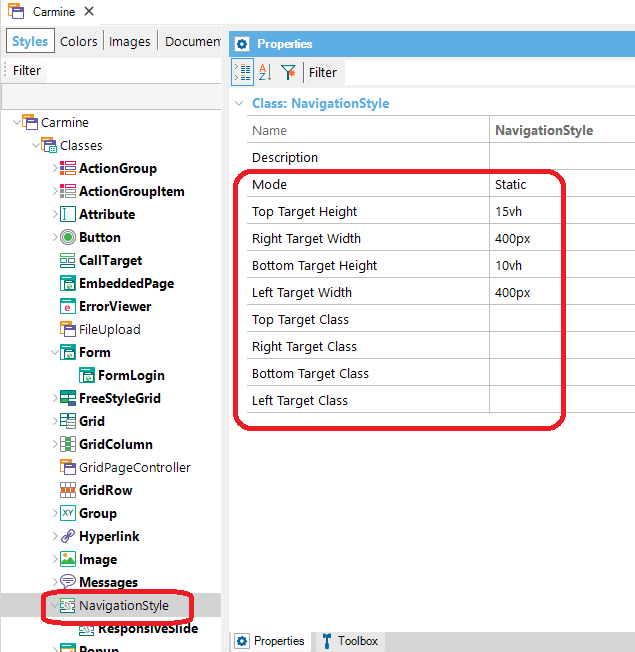 Carmine
Styles Colors Images Documen
Filter
Carmine
Classes
ActionGroup
ActionGroupItem
Attribute
Button
CallTarget
EmbeddedPage
ErrorViewer
FileUpload
Form
FormLogin
FreeStyleGrid
Grid
GridColumn
GridPageController
GridRow
Group
Hyperlink
Image
Messages
NavigationStyle
ResponsiveSlide
Popup
Properties
Filter
Class: NavigationStyle
Name NavigationStyle
Description
Mode Static
Top Target Height 15vh
Right Target Width 400px
Bottom Target Height 10vh
Left Target Width 400px
Top Target Class
Right Target Class
Bottom Target Class
Left Target Class
Properties Toolbox